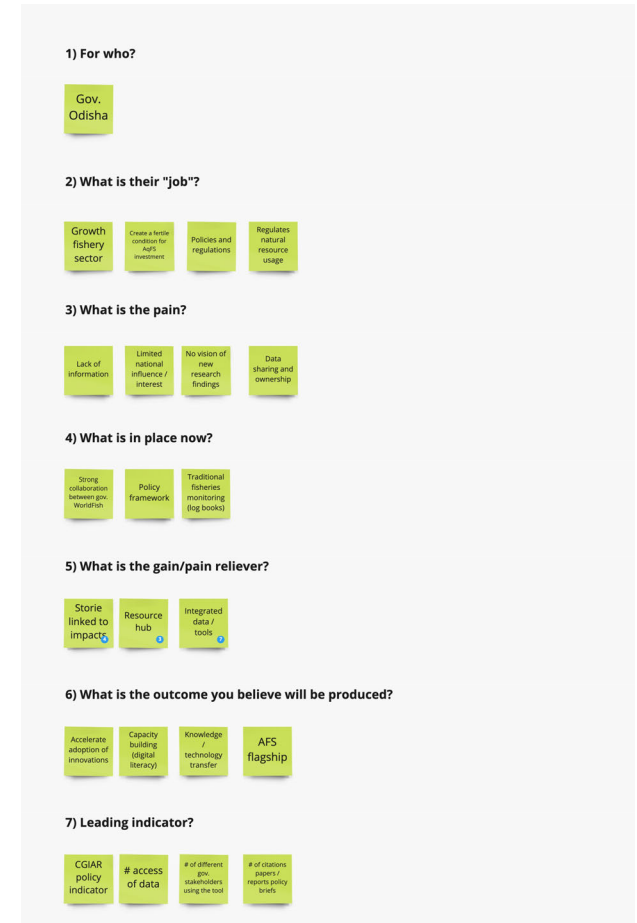 1) For who?
Gov.
Odisha
2) What is their "job"?
Growth
fishery
sector
Create a fertile
condition for
AqFS
investment
Policies and
regulations
Regulates
natural
resource
usage
3) What is the pain?
Lack of
information
Limited
national
influence /
interest
No vision of
new
research
findings
Data
sharing and
ownership
4) What is in place now?
Strong
collaboration
between gov.
WorldFish
Policy
framework
Traditional
fisheries
monitoring
(log books)
5) What is the gain/pain reliever?
Storie
linked to
impacts
4
Resource
hub
3
Integrated
data /
tools
7
6) What is the outcome you believe will be produced?
Accelerate
adoption of
innovations
Capacity
building
(digital
literacy)
Knowledge
/
technology
transfer
AFS
flagship
7) Leading indicator?
CGIAR
policy
indicator
# access
of data
# of different
gov.
stakeholders
using the tool
# of citations
papers /
reports policy
briefs